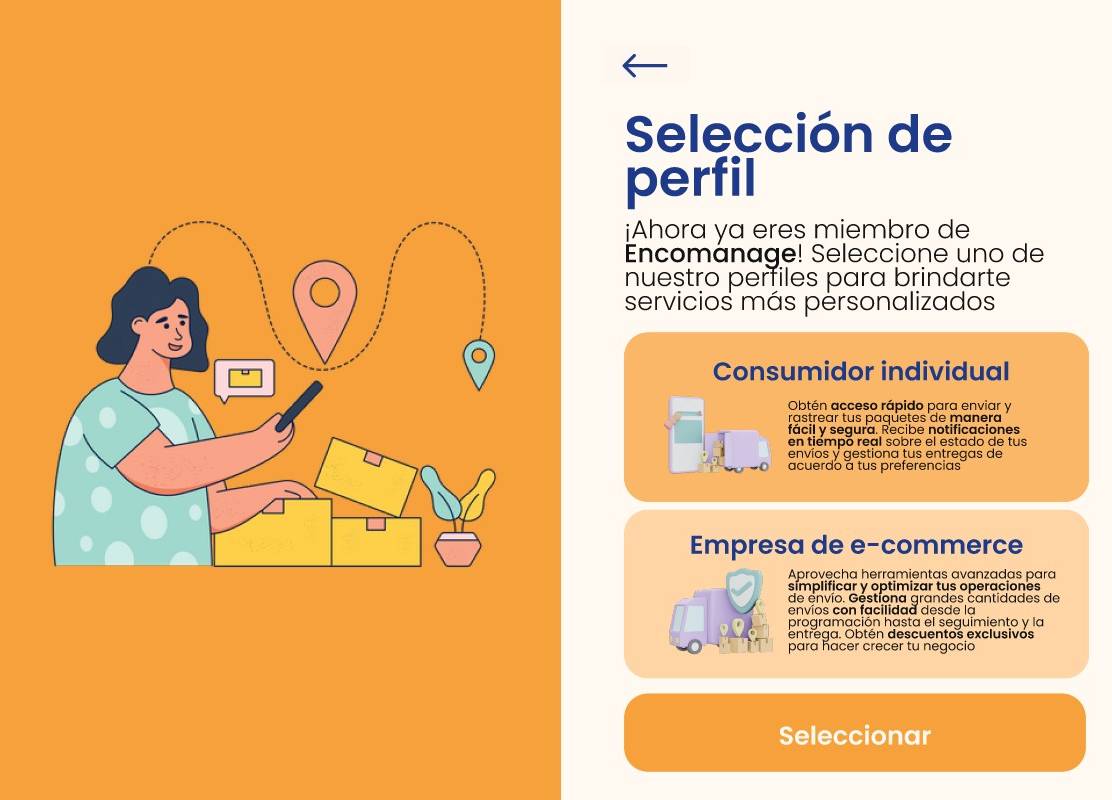 Selección de
perfil
¡Ahora ya eres miembro de
Encomanage! Seleccione uno de
nuestro perfiles para brindarte
servicios más personalizados
Consumidor individual
Obtén acceso rápido para enviar y
rastrear tus paquetes de manera
fácil y segura. Recibe notificaciones
en tiempo real sobre el estado de tus
envíos y gestiona tus entregas de
acuerdo a tus preferencias
Empresa de e-commerce
Aprovecha herramientas avanzadas para
simplificar y optimizar tus operaciones
de envío. Gestiona grandes cantidades de
envíos con facilidad desde la
programación hasta el seguimiento y la
entrega. Obtén descuentos exclusivos
para hacer crecer tu negocio
Seleccionar